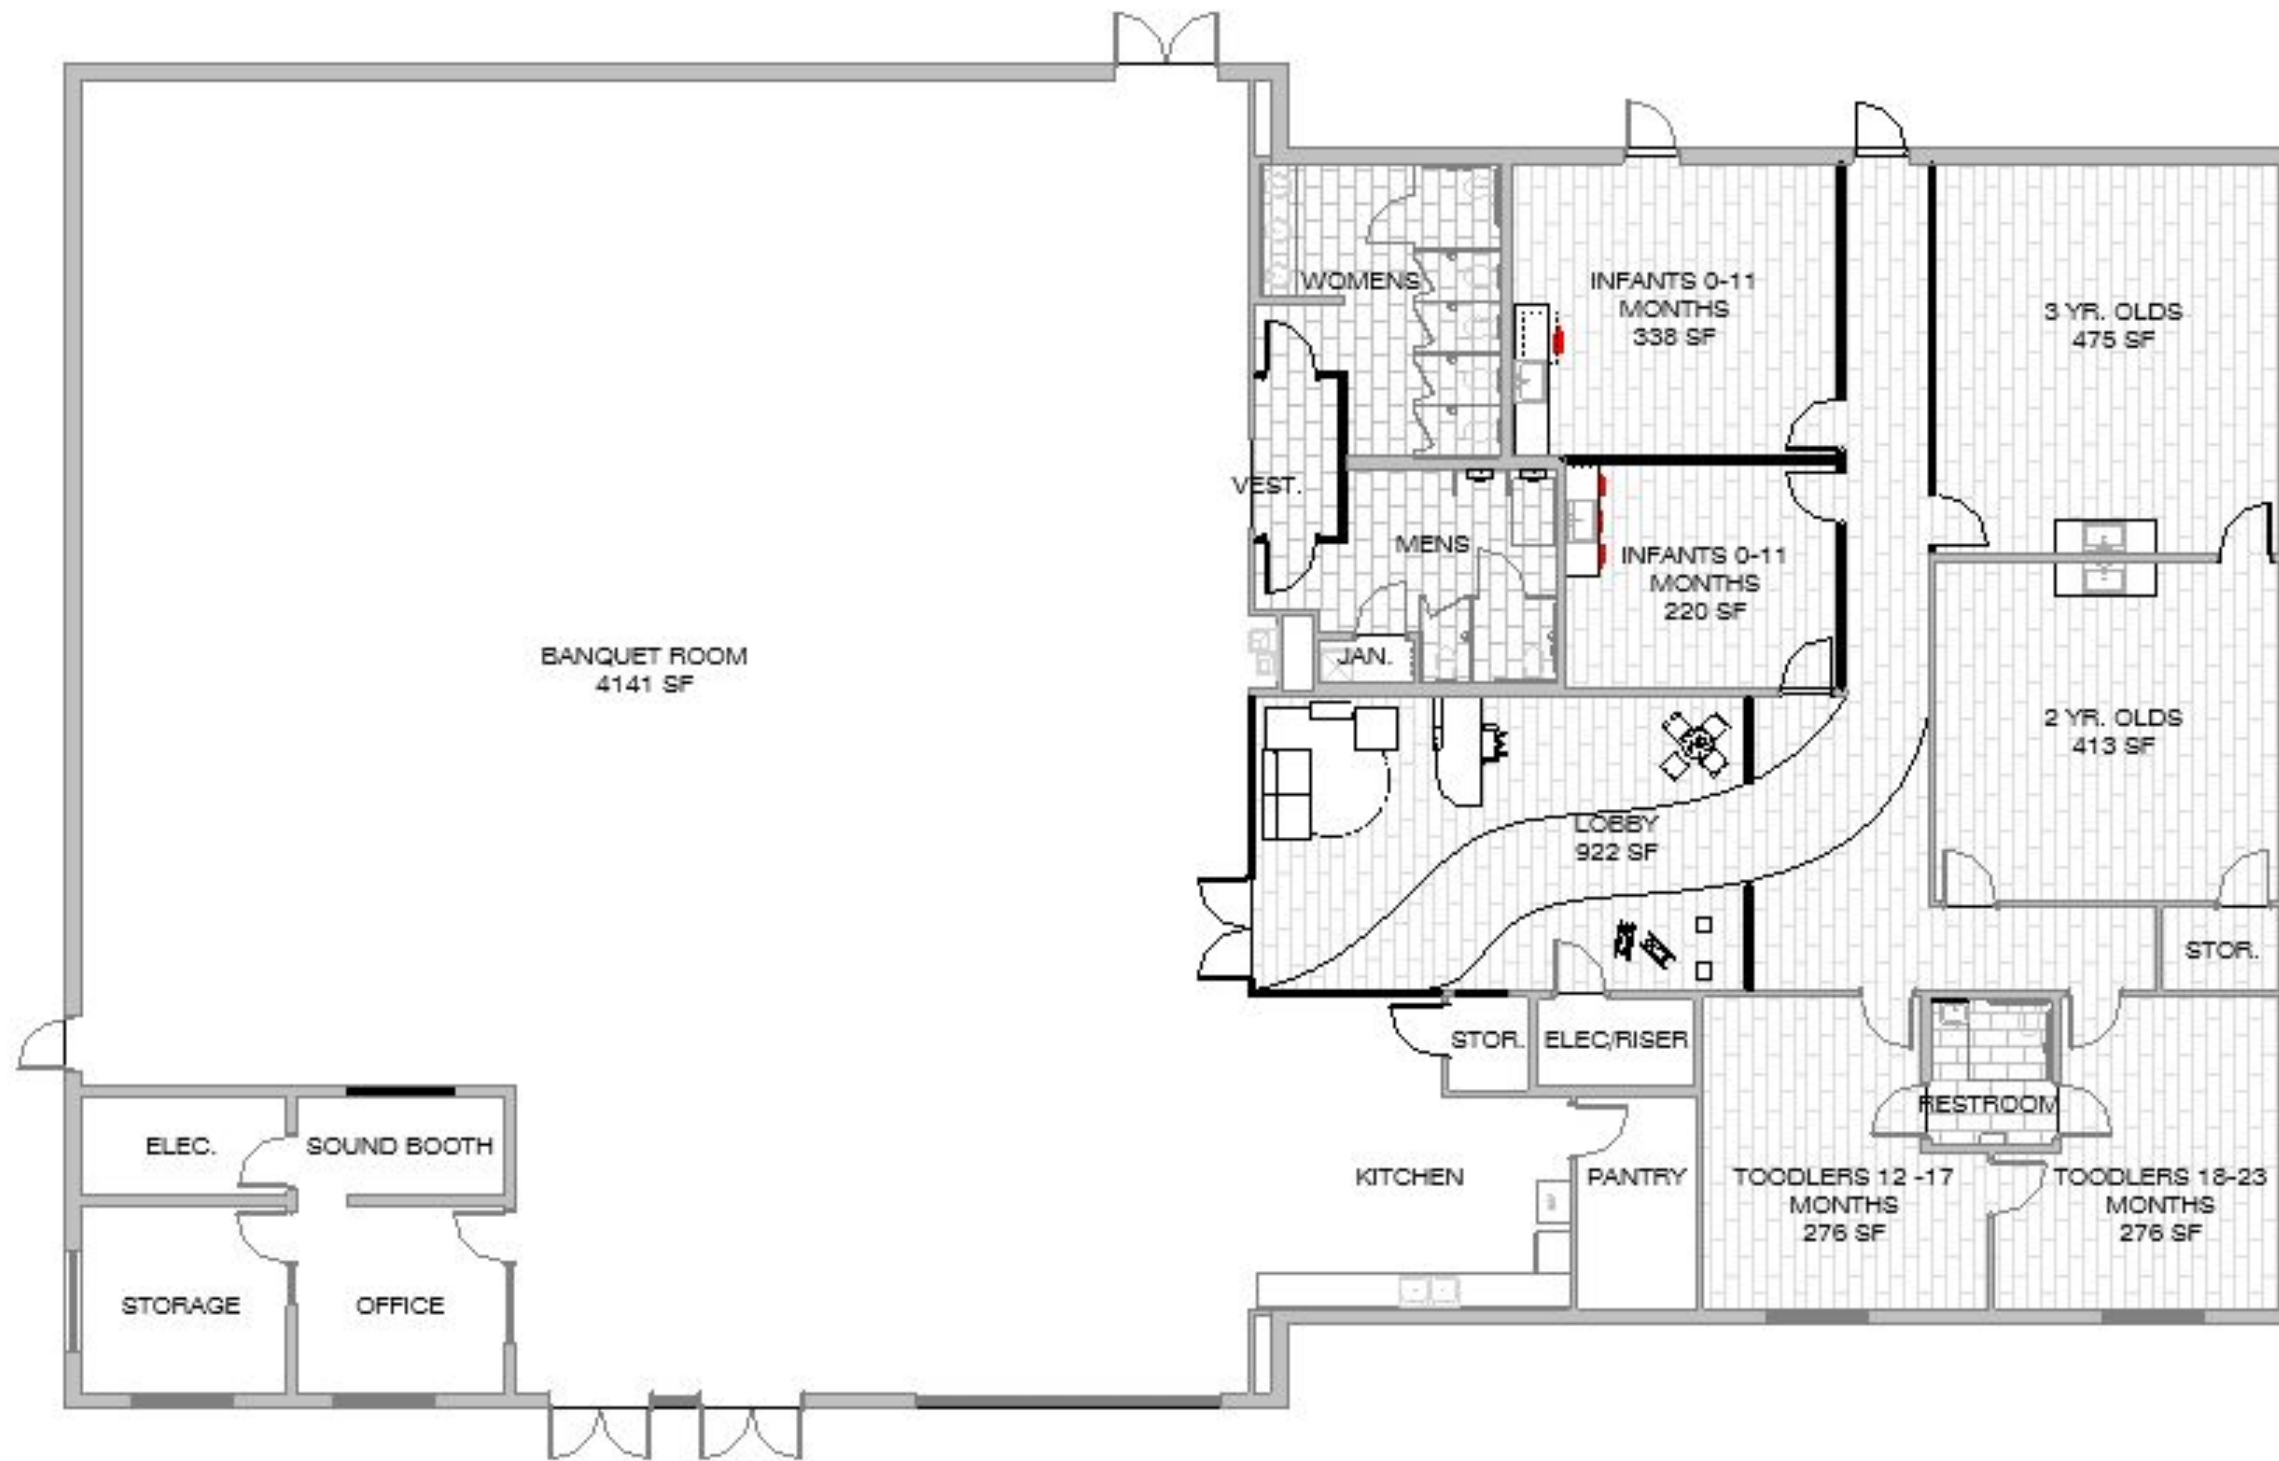 WOMENS
INFANTS 0-11
MONTHS
338 SF
3 YR. OLDS
475 SF
VEST.
MENS
INFANTS 0-11
MONTHS
220 SF
BANQUET ROOM
4141 SF
JAN.
2 YR. OLDS
413 SF
LOBBY
922 SF
STOR.
STOR.
ELEC/RISER
RESTROOM
ELEC.
SOUND BOOTH
KITCHEN
PANTRY
TOODLERS 12 -17
MONTHS
276 SF
TOODLERS 18-23
MONTHS
276 SF
STORAGE
OFFICE